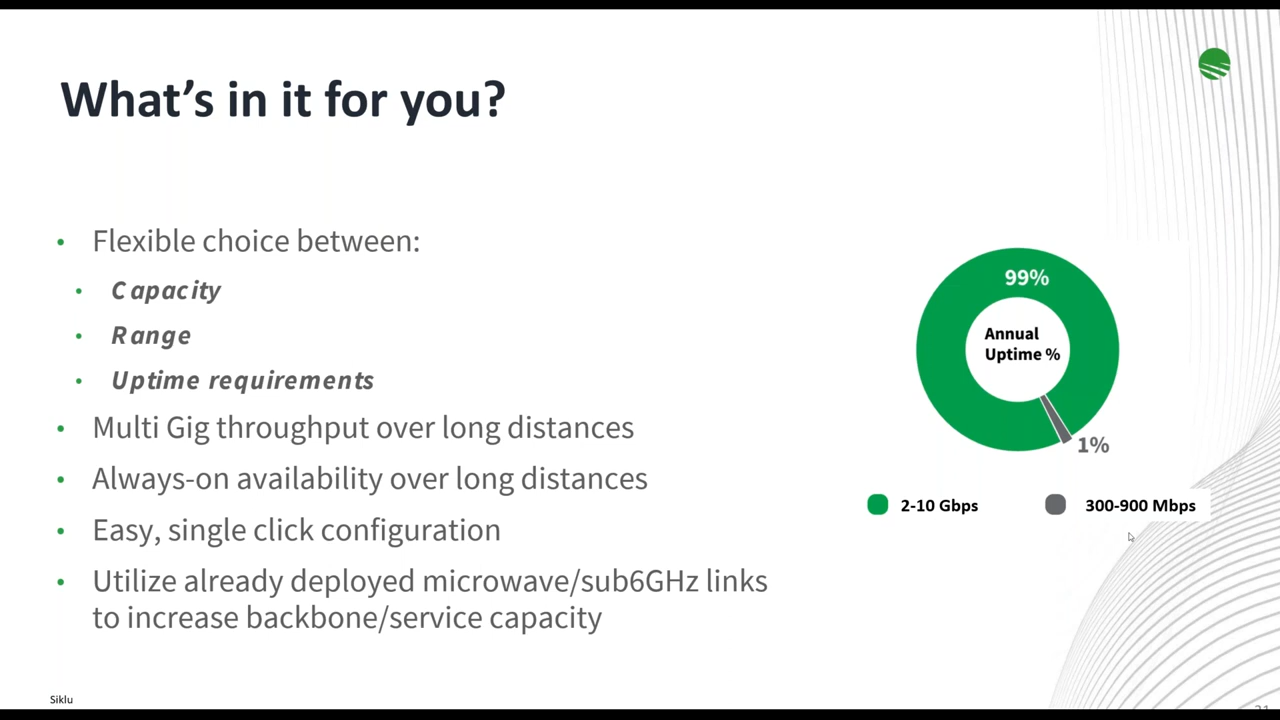 What's in it for you?
• Flexible choice between:
• Capacity
• Range
• Uptime requirements
• Multi Gig throughput over long distances
• Always-on availability over long distances
• Easy, single click configuration
• Utilize already deployed microwave/sub6GHz links
to increase backbone/service capacity
99%
Annual
Uptime %
1%
2-10 Gbps
300-900 Mbps
Siklu